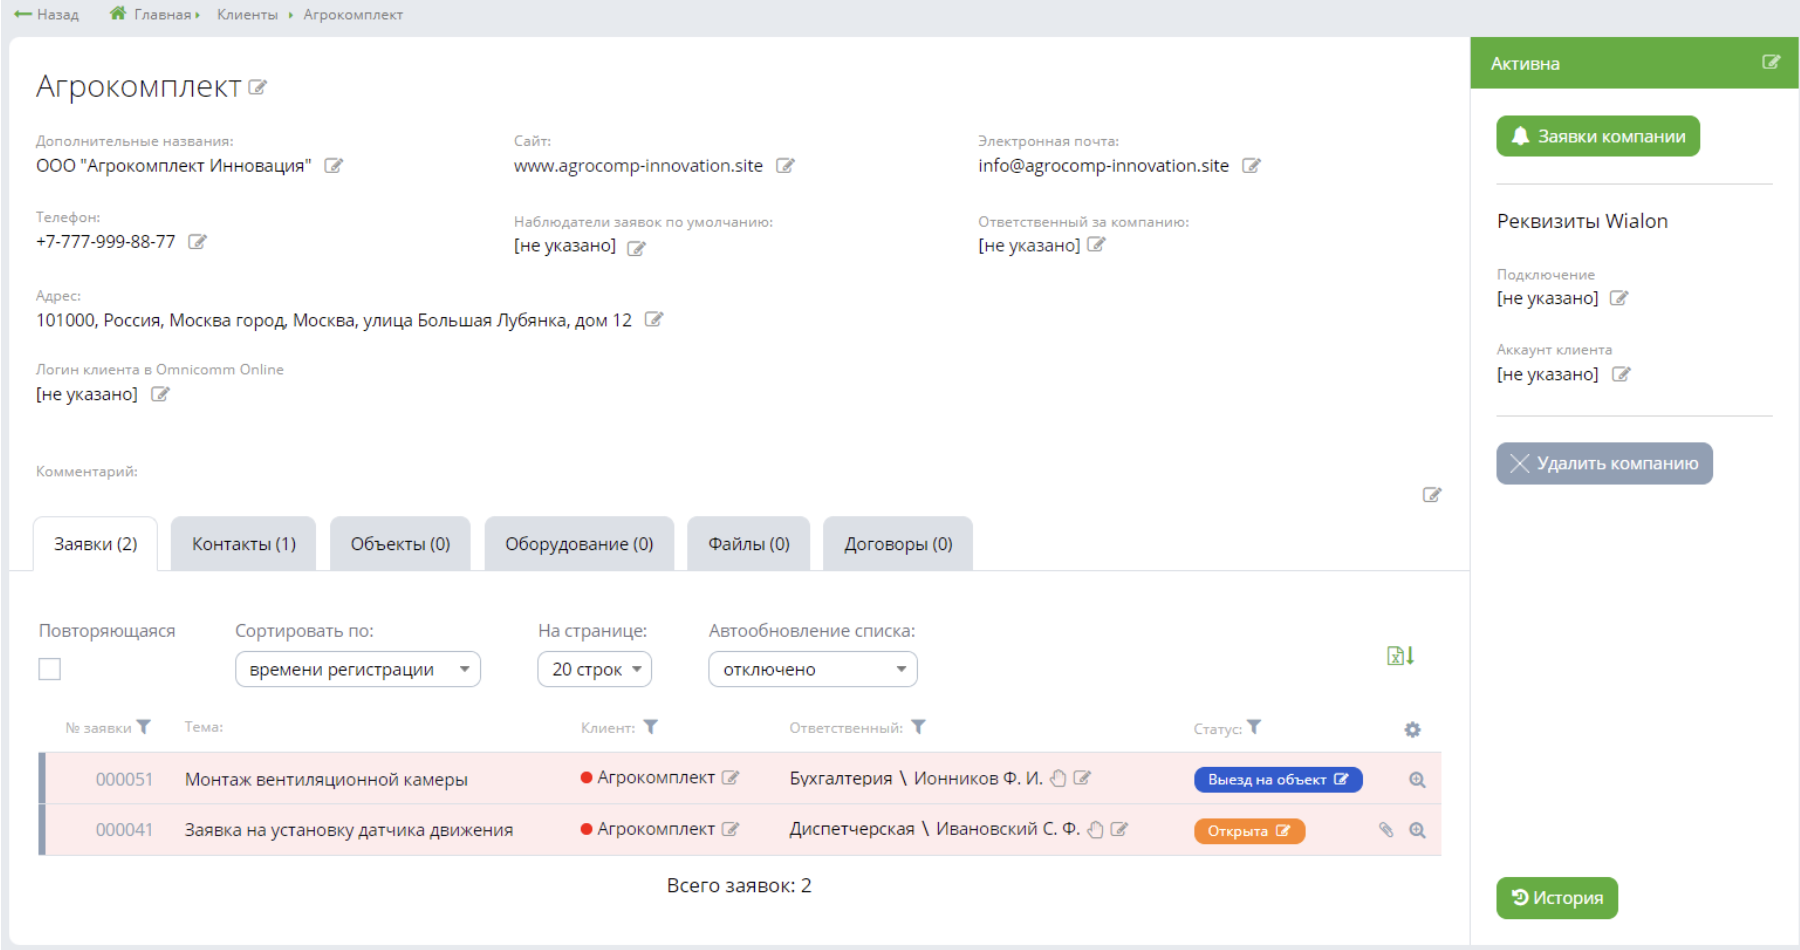 Назад Главная Клиенты Агрокомплект
Активна
Агрокомплект
Заявки компании
Дополнительные названия: Сайт: Электронная почта:
ООО "Агрокомплект Инновация" www.agrocomp-innovation.site info@agrocomp-innovation.site
Реквизиты Wialon
Телефон: Наблюдатели заявок по умолчанию: Ответственный за компанию:
+7-777-999-88-77 [не указано] [не указано]
Подключение
[не указано]
Адрес:
101000, Россия, Москва город, Москва, улица Большая Лубянка, дом 12
Аккаунт клиента
[не указано]
Логин клиента в Omnicomm Online
[не указано]
Удалить компанию
Комментарий:
Заявки (2) Контакты (1) Объекты (0) Оборудование (0) Файлы (0) Договоры (0)
Повторяющаяся Сортировать по: На странице: Автообновление списка:
времени регистрации 20 строк отключено
№ заявки Тема: Клиент: Ответственный: Статус:
000051 Монтаж вентиляционной камеры Агрокомплект Бухгалтерия \ Ионников Ф. И. Выезд на объект
000041 Заявка на установку датчика движения Агрокомплект Диспетчерская \ Ивановский С. Ф. Открыта
Всего заявок: 2
История